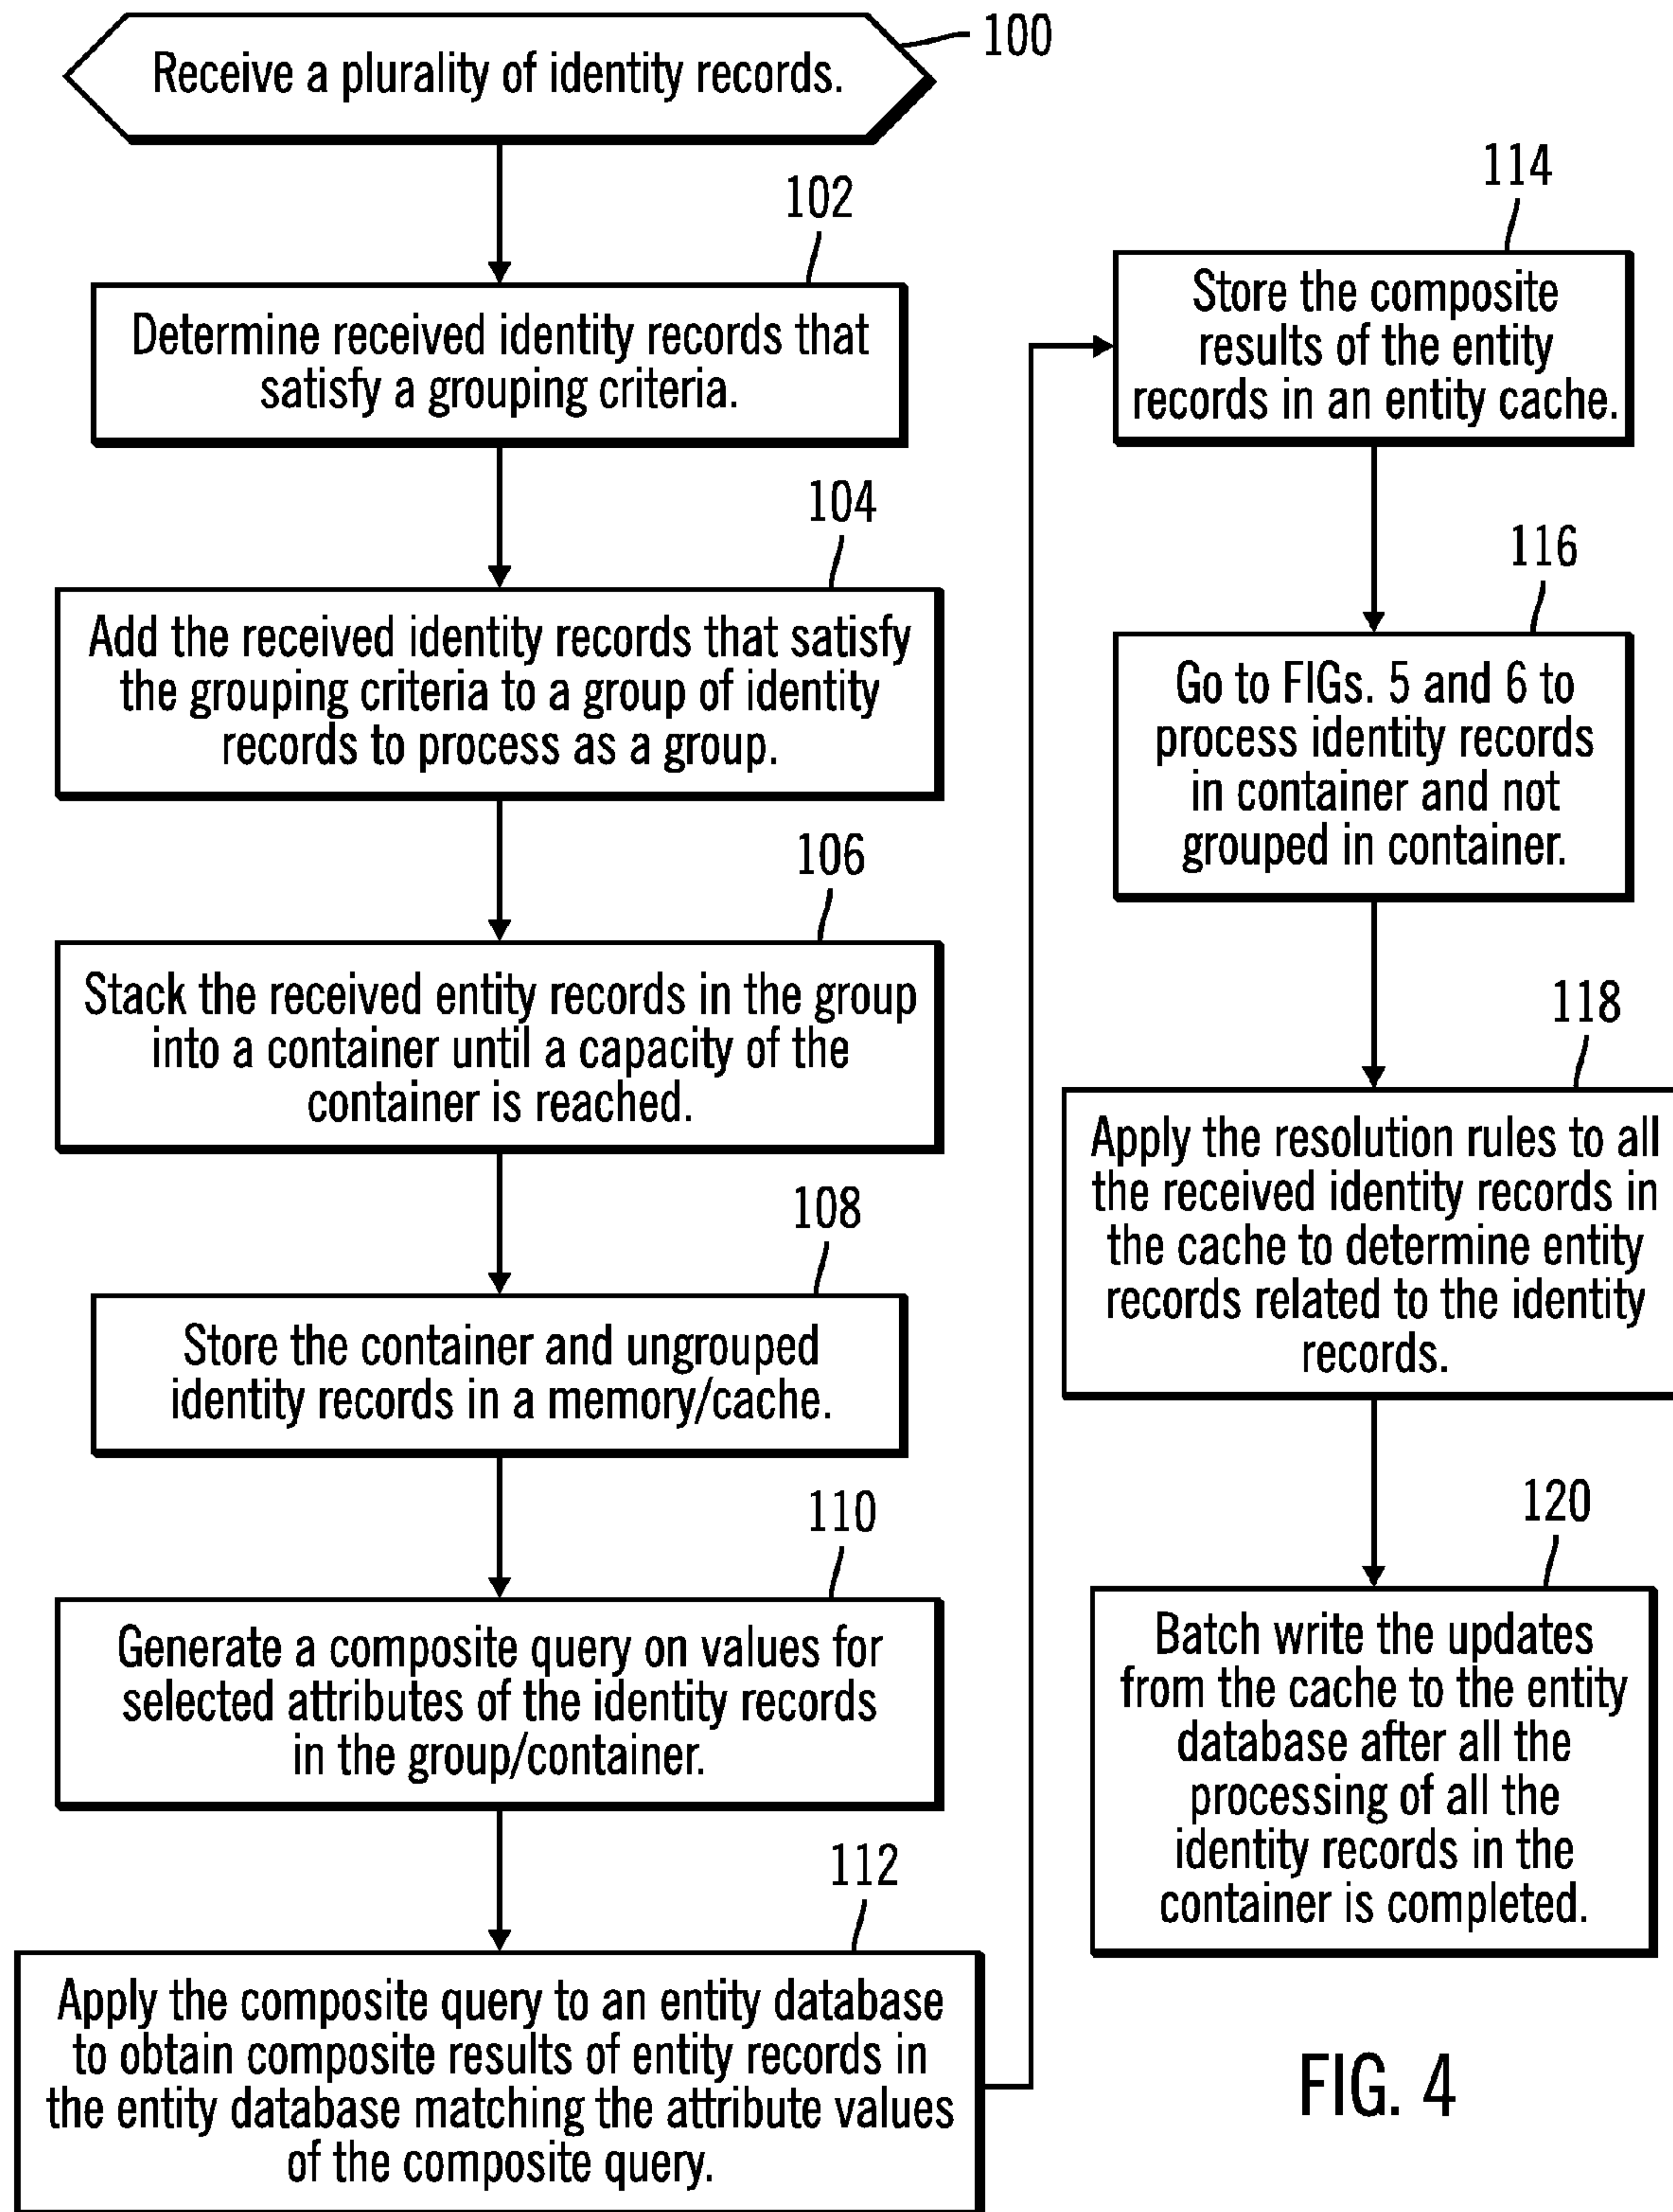 100
Receive a plurality of identity records.
102
Determine received identity records that
satisfy a grouping criteria.
104
Add the received identity records that satisfy
the grouping criteria to a group of identity
records to process as a group.
106
Stack the received entity records in the group
into a container until a capacity of the
container is reached.
108
Store the container and ungrouped
identity records in a memory/cache.
110
Generate a composite query on values for
selected attributes of the identity records
in the group/container.
112
Apply the composite query to an entity database
to obtain composite results of entity records in
the entity database matching the attribute values
of the composite query.
114
Store the composite
results of the entity
records in an entity cache.
116
Go to FIGs. 5 and 6 to
process identity records
in container and not
grouped in container.
118
Apply the resolution rules to all
the received identity records in
the cache to determine entity
records related to the identity
records.
120
Batch write the updates
from the cache to the entity
database after all the
processing of all the
identity records in the
container is completed.
FIG. 4